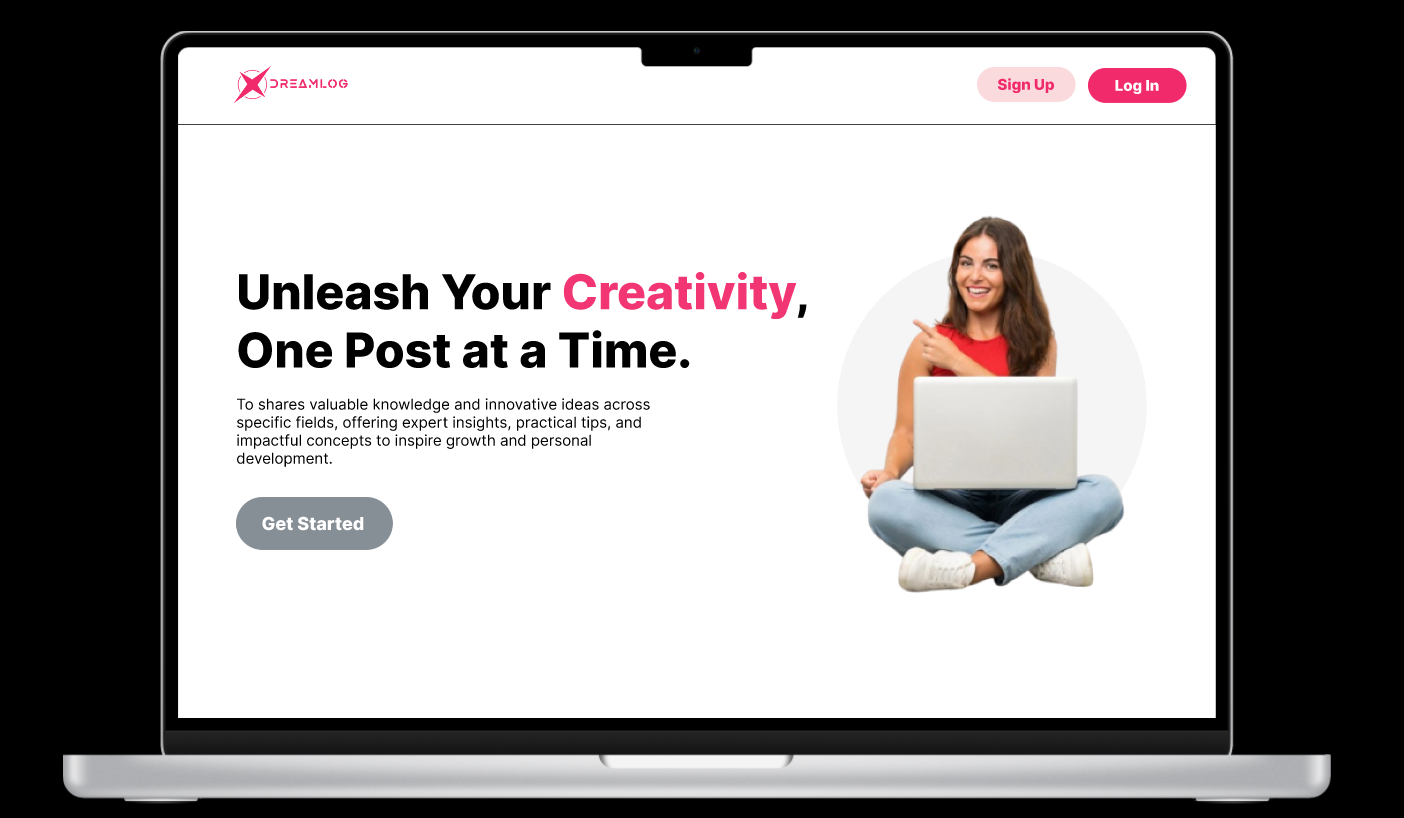 DREAMLOG
Sign Up
Log In
Unleash Your Creativity,
One Post at a Time.
To shares valuable knowledge and innovative ideas across
specific fields, offering expert insights, practical tips, and
impactful concepts to inspire growth and personal
development.
Get Started